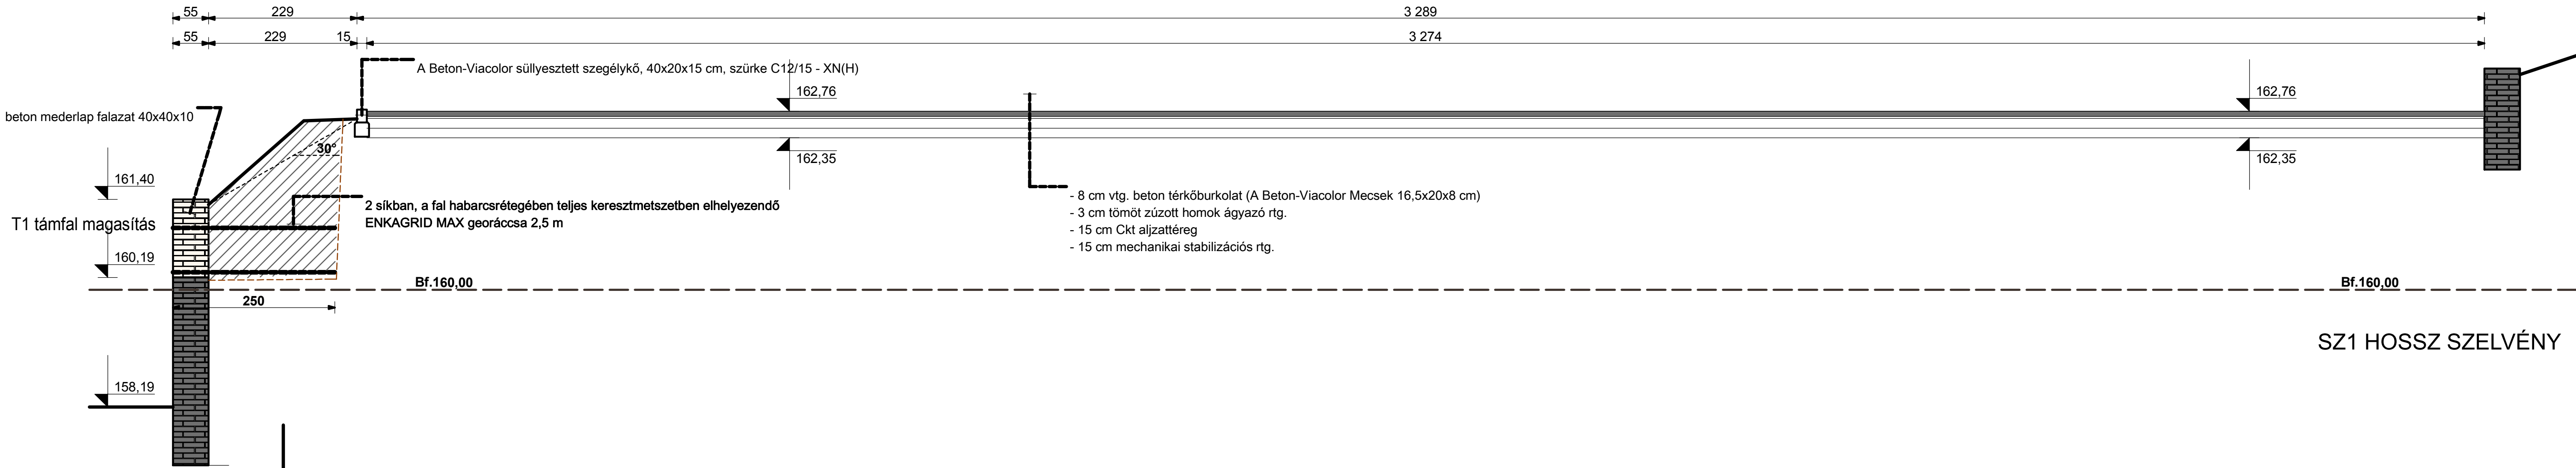 55
229
3 289
55
229
15
3 274
A Beton-Viacolor süllyesztett szegélykő, 40x20x15 cm, szürke C12/15 - XN(H)
162,76
162,76
beton mederlap falazat 40x40x10
30°
162,35
162,35
161,40
- 8 cm vtg. beton térkőburkolat (A Beton-Viacolor Mecsek 16,5x20x8 cm)
2 síkban, a fal habarcsrétegében teljes keresztmetszetben elhelyezendő
ENKAGRID MAX georáccsa 2,5 m
- 3 cm tömöt zúzott homok ágyazó rtg.
T1 támfal magasítás
- 15 cm Ckt aljzattéreg
- 15 cm mechanikai stabilizációs rtg.
160,19
Bf.160,00
Bf.160,00
250
SZ1 HOSSZ SZELVÉNY
158,19